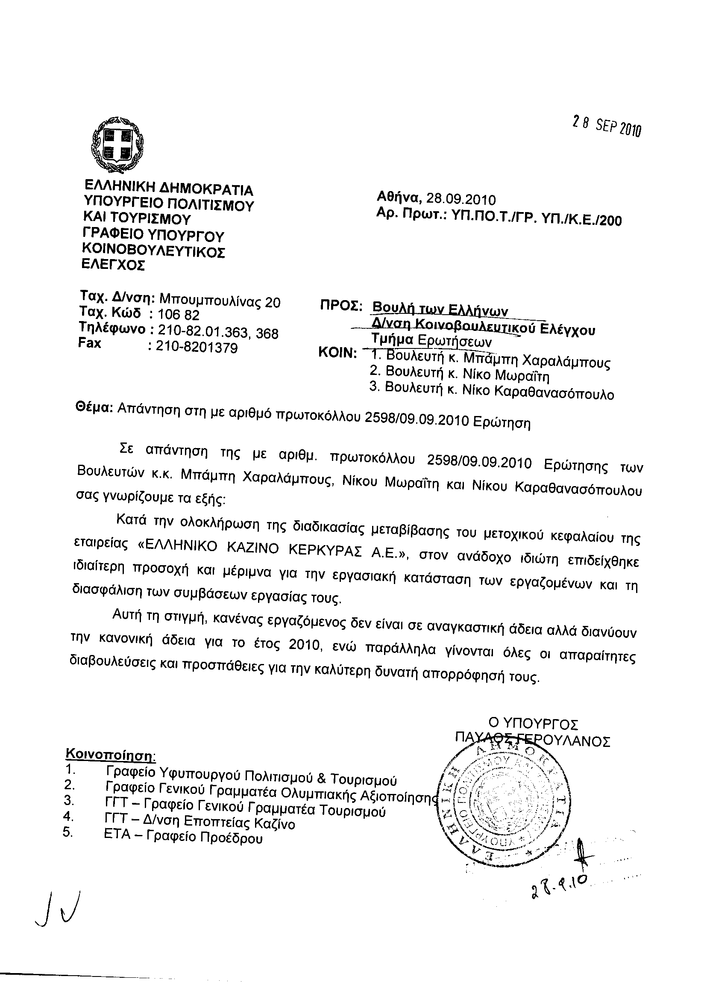 28 SEP 2010
ΕΛΛΗΝΙΚΗ ΔΗΜΟΚΡΑΤΙΑ
ΥΠΟΥΡΓΕΙΟ ΠΟΛΙΤΙΣΜΟΥ
ΚΑΙ ΤΟΥΡΙΣΜΟΥ
ΓΡΑΦΕΙΟ ΥΠΟΥΡΓΟΥ
ΚΟΙΝΟΒΟΥΛΕΥΤΙΚΟΣ
ΕΛΕΓΧΟΣ
Αθήνα, 28.09.2010
Αρ. Πρωτ.: ΥΠ.ΠΟ.Τ./ΓΡ. ΥΠ./Κ.Ε./200
Ταχ. Δ/νση: Μπουμπουλίνας 20
Ταχ. Κώδ : 106 82
Τηλέφωνο : 210-82.01.363, 368
Fax : 210-8201379
ΠΡΟΣ: Βουλή των Ελλήνων
Δ/νση Κοινοβουλευτικού Ελέγχου
Τμήμα Ερωτήσεων
ΚΟΙΝ: 1. Βουλευτή κ. Μπάμπη Χαραλάμπους
2. Βουλευτή κ. Νίκο Μωραΐτη
3. Βουλευτή κ. Νίκο Καραθανασόπουλο
Θέμα: Απάντηση στη με αριθμό πρωτοκόλλου 2598/09.09.2010 Ερώτηση
Σε απάντηση της με αριθμ. πρωτοκόλλου 2598/09.09.2010 Ερώτησης των
Βουλευτών κ.κ. Μπάμπη Χαραλάμπους, Νίκου Μωραΐτη και Νίκου Καραθανασόπουλου
σας γνωρίζουμε τα εξής:
Κατά την ολοκλήρωση της διαδικασίας μεταβίβασης του μετοχικού κεφαλαίου της
εταιρείας «ΕΛΛΗΝΙΚΟ ΚΑΖΙΝΟ ΚΕΡΚΥΡΑΣ Α.Ε.», στον ανάδοχο ιδιώτη επιδείχθηκε
ιδιαίτερη προσοχή και μέριμνα για την εργασιακή κατάσταση των εργαζομένων και τη
διασφάλιση των συμβάσεων εργασίας τους.
Αυτή τη στιγμή, κανένας εργαζόμενος δεν είναι σε αναγκαστική άδεια αλλά διανύουν
την κανονική άδεια για το έτος 2010, ενώ παράλληλα γίνονται όλες οι απαραίτητες
διαβουλεύσεις και προσπάθειες για την καλύτερη δυνατή απορρόφησή τους.
Ο ΥΠΟΥΡΓΟΣ
ΠΑΥΛΟΣ ΓΕΡΟΥΛΑΝΟΣ
Κοινοποίηση:
1. Γραφείο Υφυπουργού Πολιτισμού & Τουρισμού
2. Γραφείο Γενικού Γραμματέα Ολυμπιακής Αξιοποίησης
3. ΓΓΤ – Γραφείο Γενικού Γραμματέα Τουρισμού
4. ΓΓΤ – Δ/νση Εποπτείας Καζίνο
5. ΕΤΑ – Γραφείο Προέδρου
ΕΛΛΗΝΙΚΗ ΔΗΜΟΚΡΑΤΙΑ
ΥΠΟΥΡΓΕΙΟ ΠΟΛΙΤΙΣΜΟΥ ΚΑΙ
28.9.10